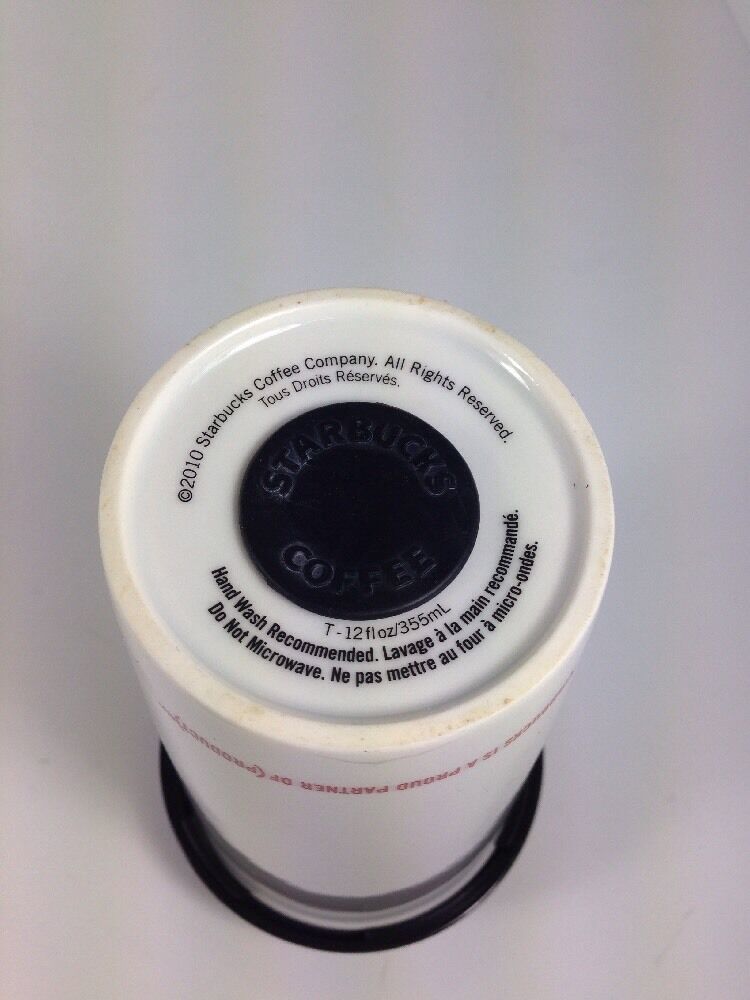 ©2010 Starbucks Coffee Company. All Rights Reserved.
Tous Droits Réservés.
STARBUCKS
COFFEE
T - 12 fl oz/355mL
Hand Wash Recommended. Lavage à la main recommandé.
Do Not Microwave. Ne pas mettre au four à micro-ondes.
STARBUCKS IS A PROUD PARTNER OF (PRODUCT)